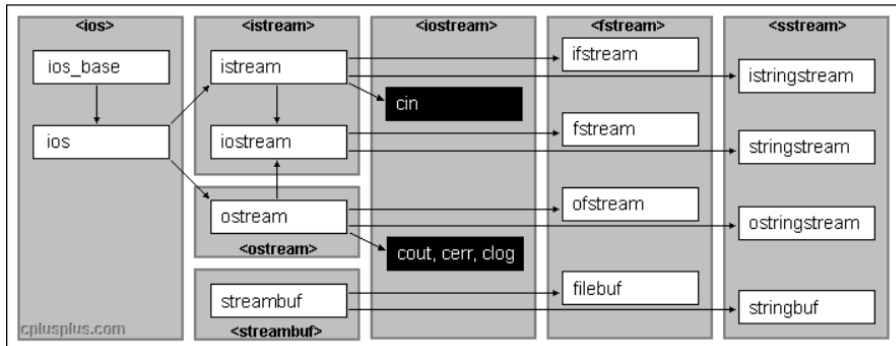 <ios>
ios_base
ios
cplusplus.com
<istream>
istream
iostream
ostream
<ostream>
streambuf
<streambuf>
<iostream>
cin
cout, cerr, clog
<fstream>
ifstream
fstream
ofstream
filebuf
<sstream>
istringstream
stringstream
ostringstream
stringbuf